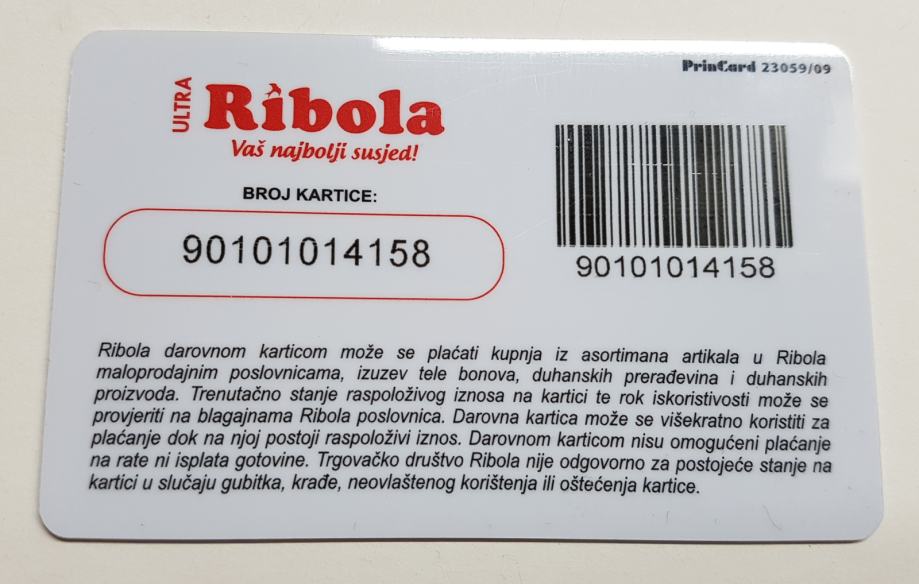 PrinCard 23059/09
ULTRA
Ribola
Vaš najbolji susjed!
BROJ KARTICE:
90101014158
90101014158
Ribola darovnom karticom može se plaćati kupnja iz asortimana artikala u Ribola
maloprodajnim poslovnicama, izuzev tele bonova, duhanskih prerađevina i duhanskih
proizvoda. Trenutačno stanje raspoloživog iznosa na kartici te rok iskoristivosti može se
provjeriti na blagajnama Ribola poslovnica. Darovna kartica može se višekratno koristiti za
plaćanje dok na njoj postoji raspoloživi iznos. Darovnom karticom nisu omogućeni plaćanje
na rate ni isplata gotovine. Trgovačko društvo Ribola nije odgovorno za postojeće stanje na
kartici u slučaju gubitka, krađe, neovlaštenog korištenja ili oštećenja kartice.